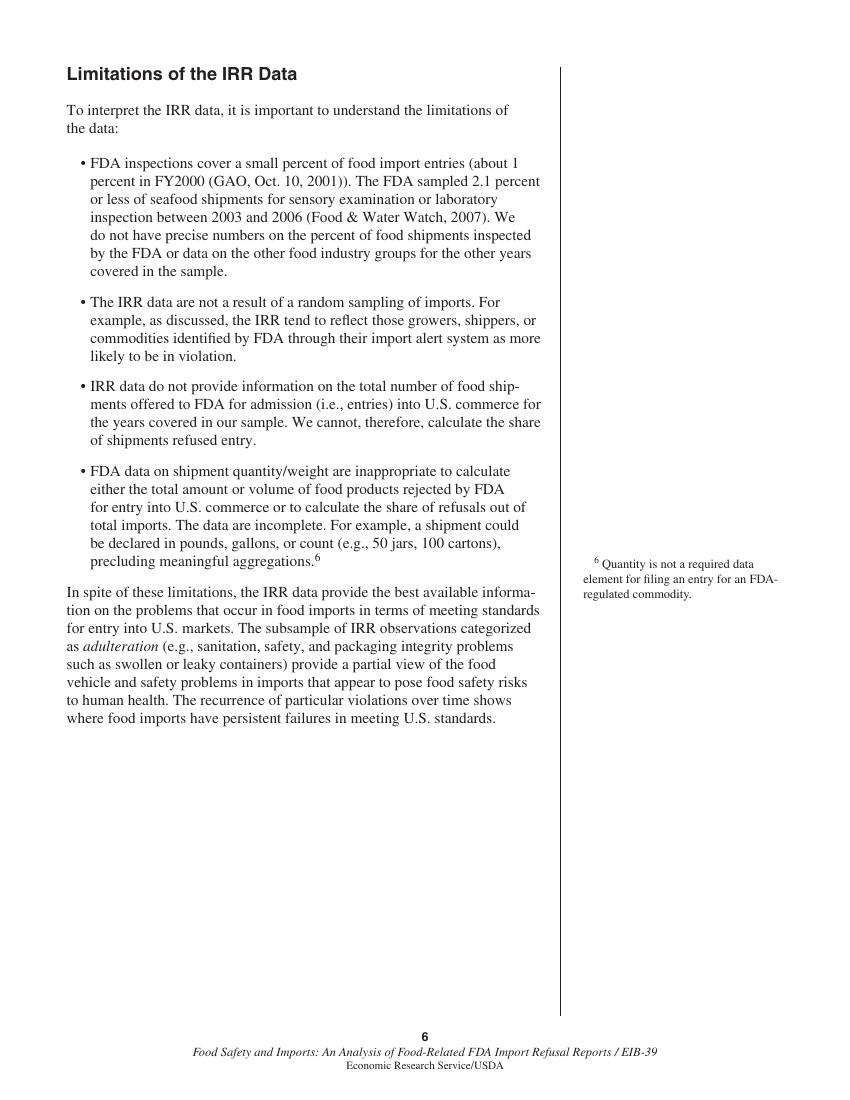 Limitations of the IRR Data
To interpret the IRR data, it is important to understand the limitations of
the data:
• FDA inspections cover a small percent of food import entries (about 1
percent in FY2000 (GAO, Oct. 10, 2001)). The FDA sampled 2.1 percent
or less of seafood shipments for sensory examination or laboratory
inspection between 2003 and 2006 (Food & Water Watch, 2007). We
do not have precise numbers on the percent of food shipments inspected
by the FDA or data on the other food industry groups for the other years
covered in the sample.
• The IRR data are not a result of a random sampling of imports. For
example, as discussed, the IRR tend to reflect those growers, shippers, or
commodities identified by FDA through their import alert system as more
likely to be in violation.
• IRR data do not provide information on the total number of food ship-
ments offered to FDA for admission (i.e., entries) into U.S. commerce for
the years covered in our sample. We cannot, therefore, calculate the share
of shipments refused entry.
• FDA data on shipment quantity/weight are inappropriate to calculate
either the total amount or volume of food products rejected by FDA
for entry into U.S. commerce or to calculate the share of refusals out of
total imports. The data are incomplete. For example, a shipment could
be declared in pounds, gallons, or count (e.g., 50 jars, 100 cartons),
precluding meaningful aggregations.6
In spite of these limitations, the IRR data provide the best available informa-
tion on the problems that occur in food imports in terms of meeting standards
for entry into U.S. markets. The subsample of IRR observations categorized
as adulteration (e.g., sanitation, safety, and packaging integrity problems
such as swollen or leaky containers) provide a partial view of the food
vehicle and safety problems in imports that appear to pose food safety risks
to human health. The recurrence of particular violations over time shows
where food imports have persistent failures in meeting U.S. standards.
6 Quantity is not a required data
element for filing an entry for an FDA-
regulated commodity.
6
Food Safety and Imports: An Analysis of Food-Related FDA Import Refusal Reports / EIB-39
Economic Research Service/USDA